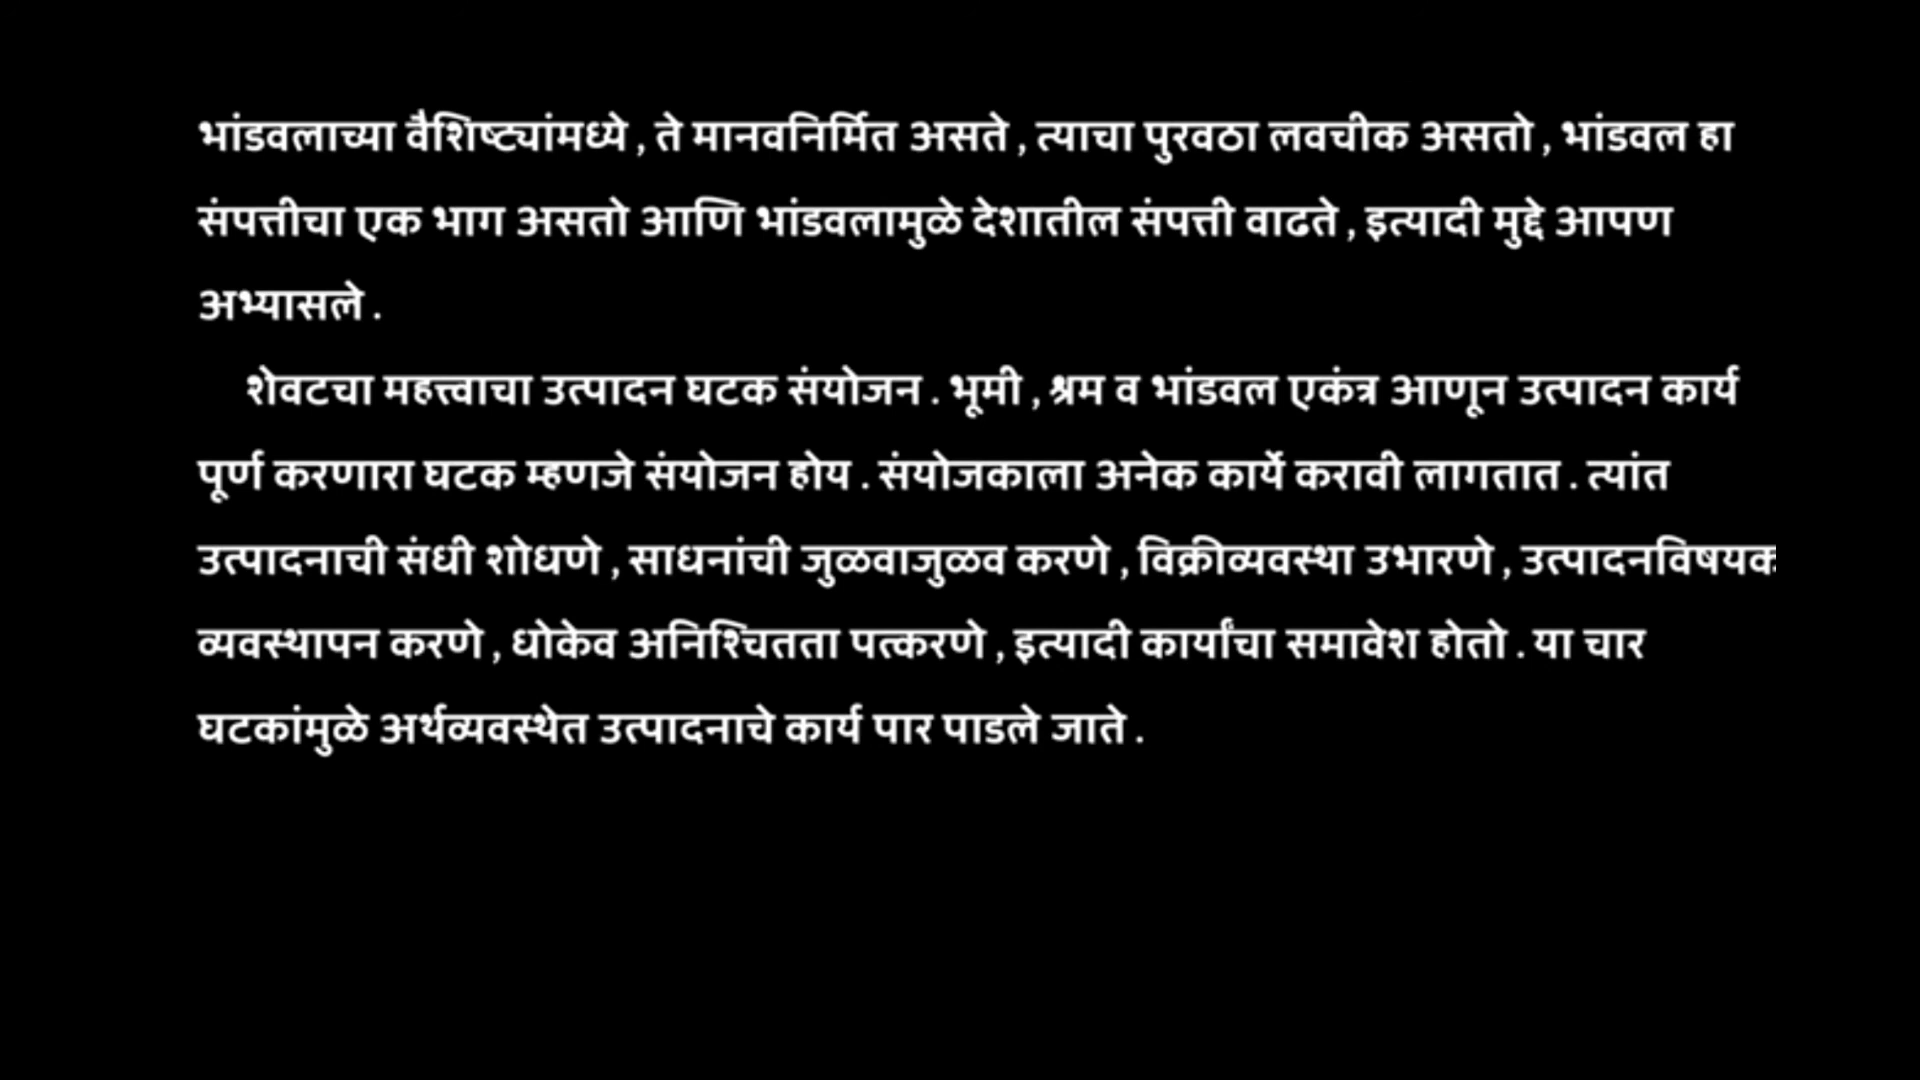 भांडवलाच्या वैशिष्ट्यांमध्ये , ते मानवनिर्मित असते , त्याचा पुरवठा लवचीक असतो , भांडवल हा
संपत्तीचा एक भाग असतो आणि भांडवलामुळे देशातील संपत्ती वाढते , इत्यादी मुद्दे आपण
अभ्यासले .
शेवटचा महत्त्वाचा उत्पादन घटक संयोजन . भूमी , श्रम व भांडवल एकंत्र आणून उत्पादन कार्य
पूर्ण करणारा घटक म्हणजे संयोजन होय . संयोजकाला अनेक कार्ये करावी लागतात . त्यांत
उत्पादनाची संधी शोधणे , साधनांची जुळवाजुळव करणे , विक्रीव्यवस्था उभारणे , उत्पादनविषयक
व्यवस्थापन करणे , धोकेव अनिश्चितता पत्करणे , इत्यादी कार्यांचा समावेश होतो . या चार
घटकांमुळे अर्थव्यवस्थेत उत्पादनाचे कार्य पार पाडले जाते .